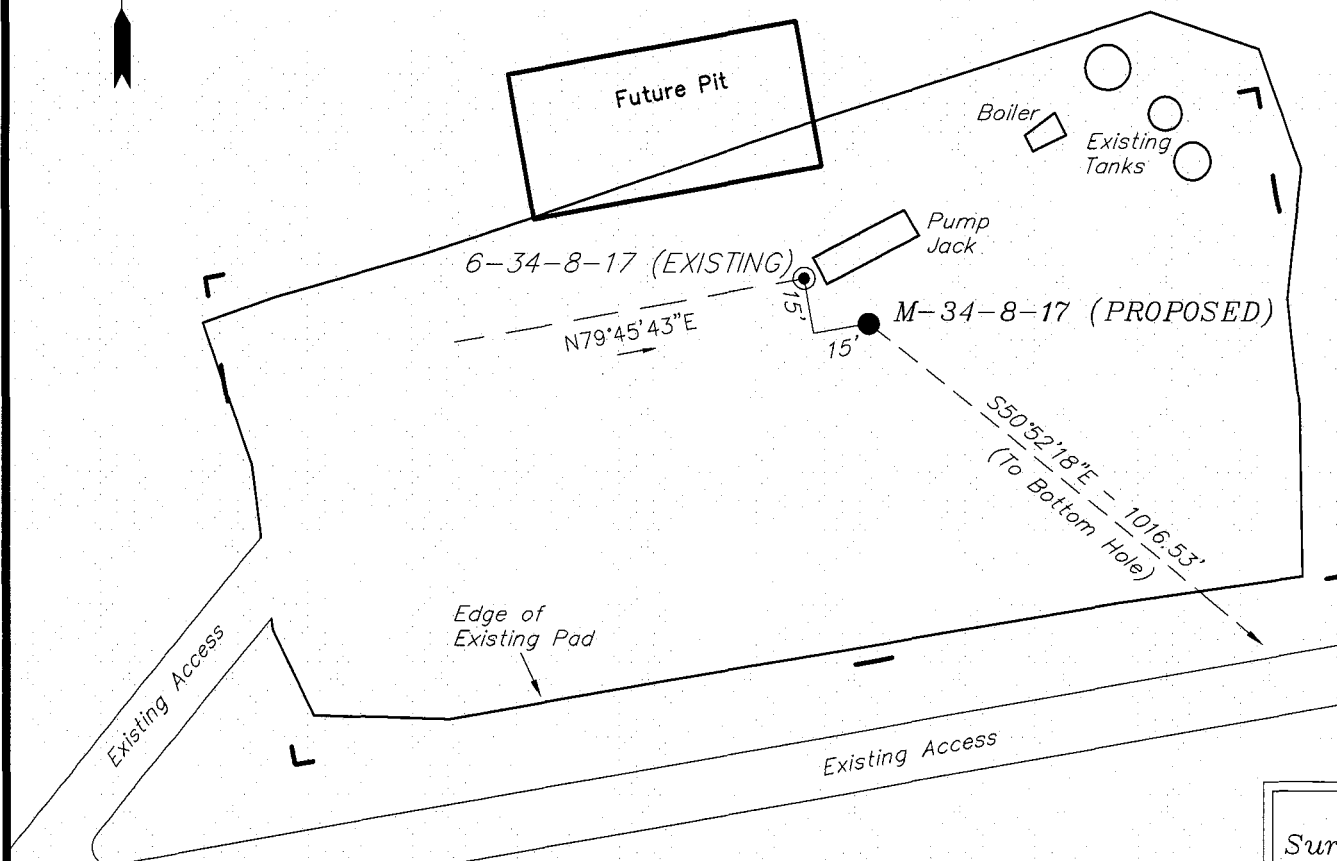 Future Pit
Boiler
Existing
Tanks
Pump
Jack
6-34-8-17 (EXISTING)
N79°45'43"E
15'
15'
M-34-8-17 (PROPOSED)
S50°52'18"E - 1016.53'
(To Bottom Hole)
Edge of
Existing Pad
Existing Access
Existing Access